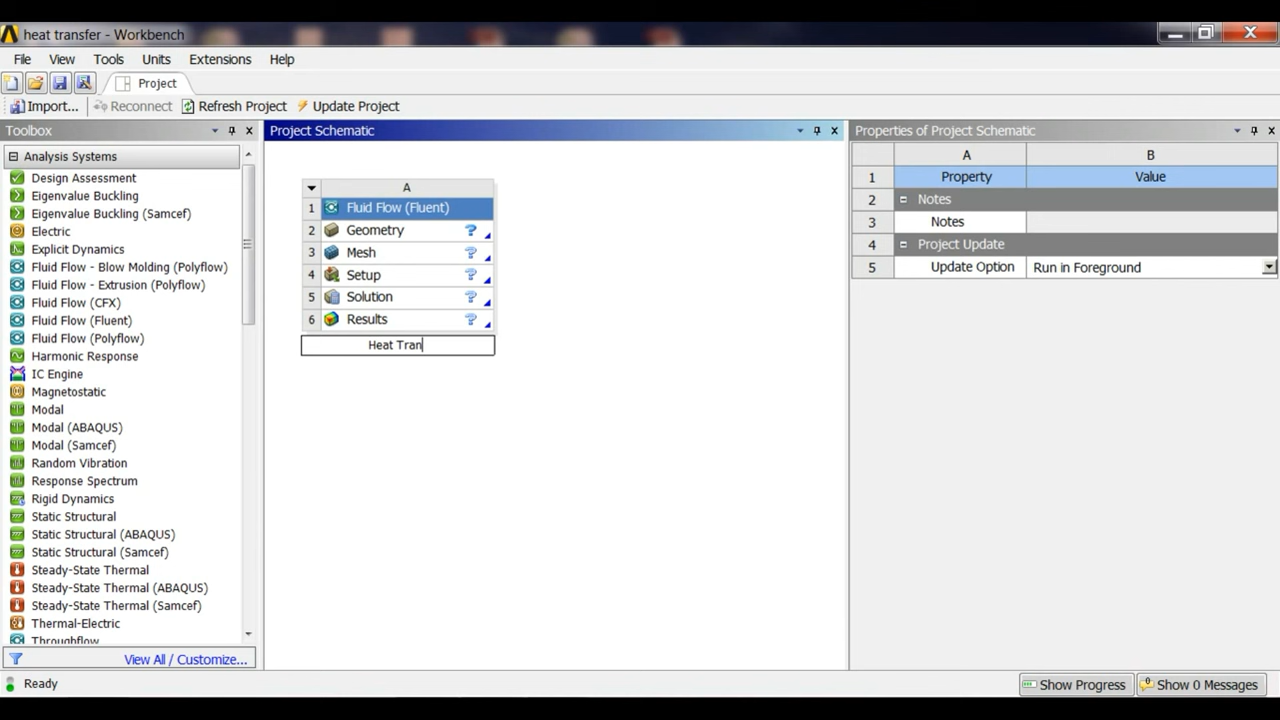 heat transfer - Workbench
File View Tools Units Extensions Help
Project
Import... Reconnect Refresh Project Update Project
Toolbox
Analysis Systems
Design Assessment
Eigenvalue Buckling
Eigenvalue Buckling (Samcef)
Electric
Explicit Dynamics
Fluid Flow - Blow Molding (Polyflow)
Fluid Flow - Extrusion (Polyflow)
Fluid Flow (CFX)
Fluid Flow (Fluent)
Fluid Flow (Polyflow)
Harmonic Response
IC Engine
Magnetostatic
Modal
Modal (ABAQUS)
Modal (Samcef)
Random Vibration
Response Spectrum
Rigid Dynamics
Static Structural
Static Structural (ABAQUS)
Static Structural (Samcef)
Steady-State Thermal
Steady-State Thermal (ABAQUS)
Steady-State Thermal (Samcef)
Thermal-Electric
Throughflow
View All / Customize...
Project Schematic
A
1 Fluid Flow (Fluent)
2 Geometry ?
3 Mesh ?
4 Setup ?
5 Solution ?
6 Results ?
Heat Tran
Properties of Project Schematic
A B
1 Property Value
2 Notes
3 Notes
4 Project Update
5 Update Option Run in Foreground
Ready
Show Progress 0 Show 0 Messages